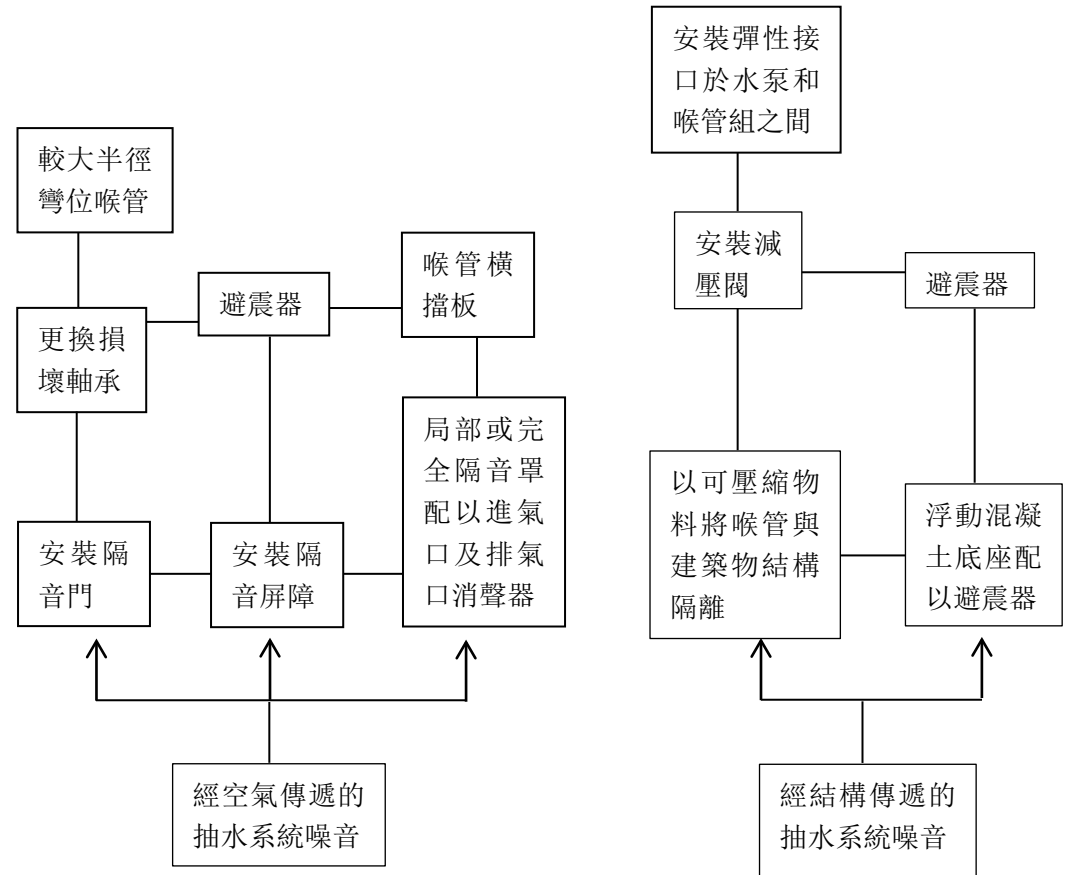 較大半徑
彎位喉管
避震器
喉管橫
擋板
更換損
壞軸承
局部或完
全隔音罩
配以進氣
口及排氣
口消聲器
安裝隔
音門
安裝隔
音屏障
經空氣傳遞的
抽水系統噪音
安裝彈性接
口於水泵和
喉管組之間
安裝減
壓閥
避震器
以可壓縮物
料將喉管與
建築物結構
隔離
浮動混凝
土底座配
以避震器
經結構傳遞的
抽水系統噪音